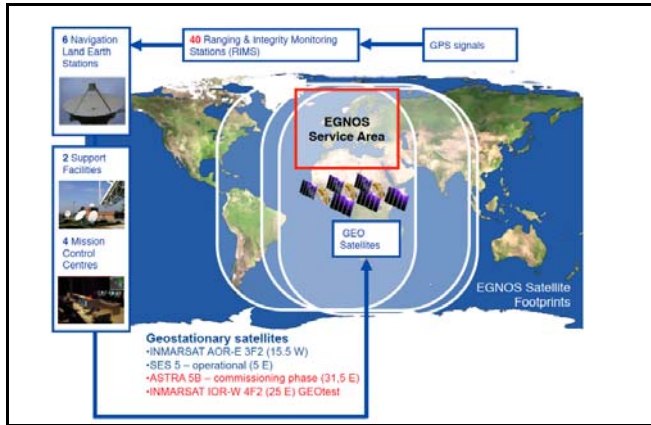 6 Navigation
Land Earth
Stations
40 Ranging & Integrity Monitoring
Stations (RIMS)
GPS signals
EGNOS
Service Area
2 Support
Facilities
GEO
Satellites
4 Mission
Control
Centres
EGNOS Satellite
Footprints
Geostationary satellites
•INMARSAT AOR-E 3F2 (15.5 W)
•SES 5 – operational (5 E)
•ASTRA 5B – commissioning phase (31,5 E)
•INMARSAT IOR-W 4F2 (25 E) GEOtest